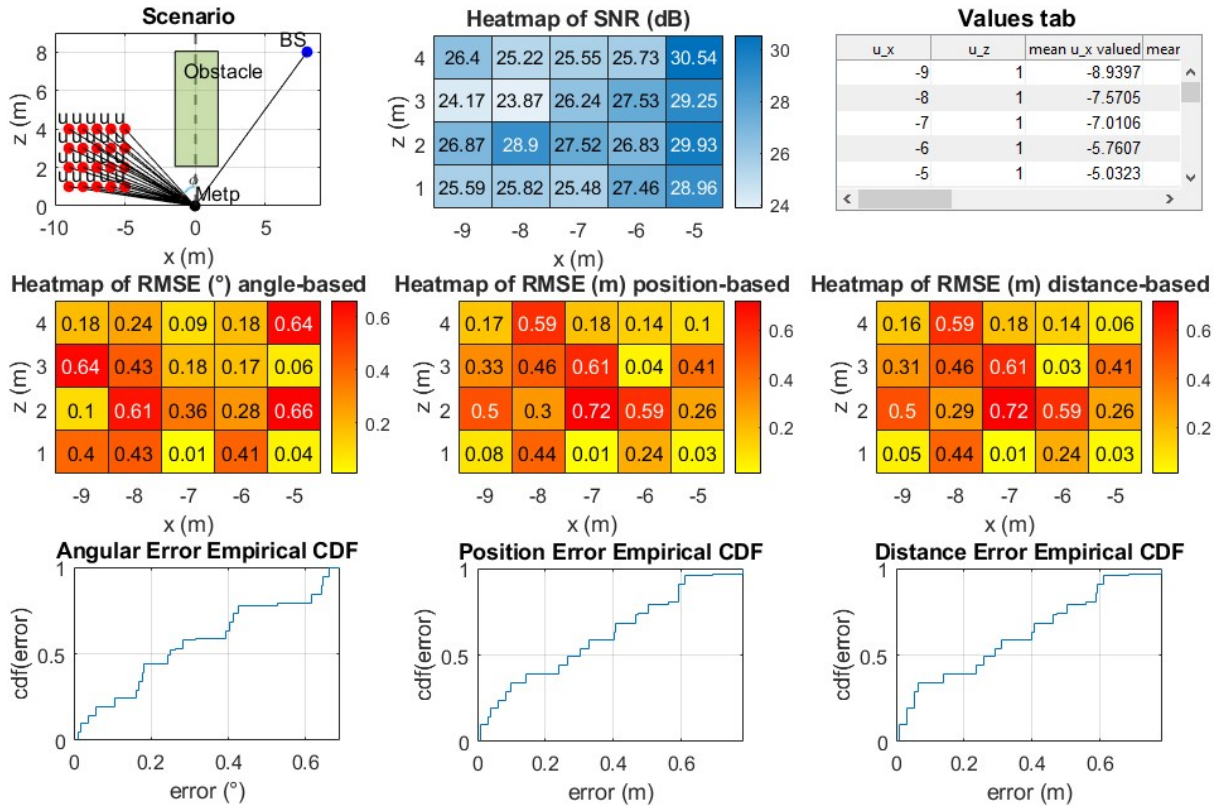 Scenario
BS
Obstacle
u u u u u
u u u u u
u u u u u
u u u u u
Metp
8
6
4
2
0
z (m)
-10 -5 0 5
x (m)
Heatmap of SNR (dB)
4 26.4 25.22 25.55 25.73 30.54
3 24.17 23.87 26.24 27.53 29.25
2 26.87 28.9 27.52 26.83 29.93
1 25.59 25.82 25.48 27.46 28.96
-9 -8 -7 -6 -5
z (m)
x (m)
30
28
26
24
Values tab
u_x u_z mean u_x valued mear
-9 1 -8.9397
-8 1 -7.5705
-7 1 -7.0106
-6 1 -5.7607
-5 1 -5.0323
Heatmap of RMSE (°) angle-based
4 0.18 0.24 0.09 0.18 0.64
3 0.64 0.43 0.18 0.17 0.06
2 0.1 0.61 0.36 0.28 0.66
1 0.4 0.43 0.01 0.41 0.04
-9 -8 -7 -6 -5
z (m)
x (m)
0.6
0.4
0.2
Heatmap of RMSE (m) position-based
4 0.17 0.59 0.18 0.14 0.1
3 0.33 0.46 0.61 0.04 0.41
2 0.5 0.3 0.72 0.59 0.26
1 0.08 0.44 0.01 0.24 0.03
-9 -8 -7 -6 -5
z (m)
x (m)
0.6
0.4
0.2
Heatmap of RMSE (m) distance-based
4 0.16 0.59 0.18 0.14 0.06
3 0.31 0.46 0.61 0.03 0.41
2 0.5 0.29 0.72 0.59 0.26
1 0.05 0.44 0.01 0.24 0.03
-9 -8 -7 -6 -5
z (m)
x (m)
0.6
0.4
0.2
Angular Error Empirical CDF
1
0.5
0
cdf(error)
0 0.2 0.4 0.6
error (°)
Position Error Empirical CDF
1
0.5
0
cdf(error)
0 0.2 0.4 0.6
error (m)
Distance Error Empirical CDF
1
0.5
0
cdf(error)
0 0.2 0.4 0.6
error (m)